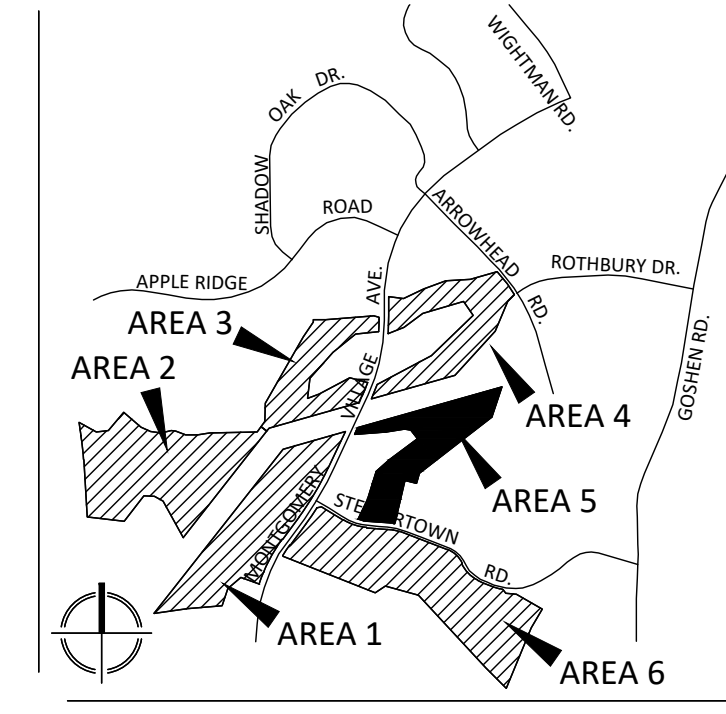 WIGHTMAN RD.
OAK DR.
SHADOW
ROAD
ARROWHEAD
RD.
ROTHBURY DR.
APPLE RIDGE
AVE.
AREA 3
GOSHEN RD.
AREA 2
VILLAGE
AREA 4
MONTGOMERY
AREA 5
RD.
AREA 1
AREA 6